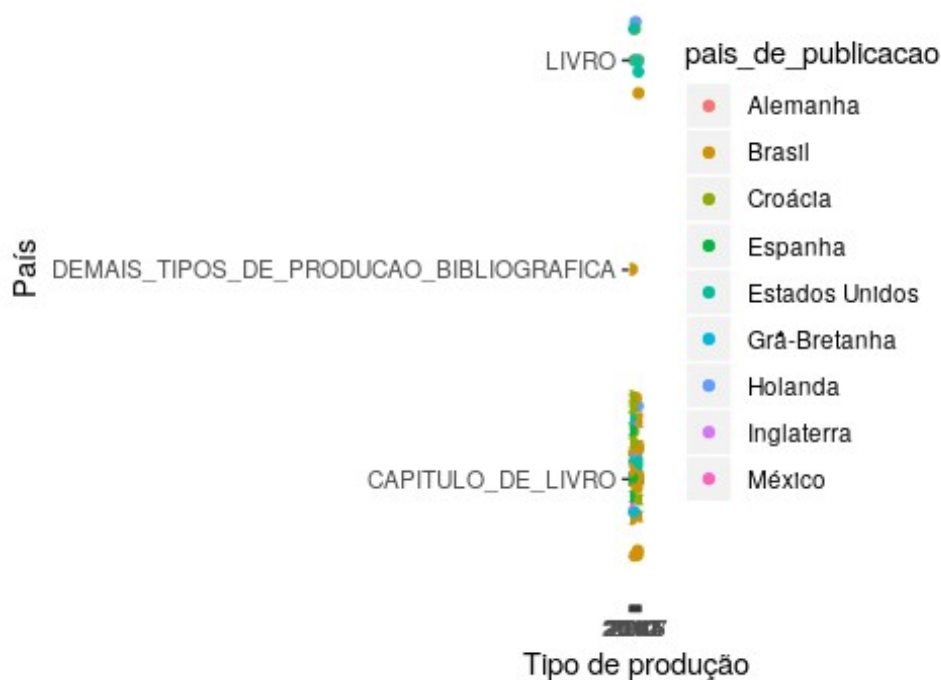 LIVRO
DEMAIS_TIPOS_DE_PRODUCAO_BIBLIOGRAFICA
CAPITULO_DE_LIVRO
País
Tipo de produção
pais_de_publicacao
Alemanha
Brasil
Croácia
Espanha
Estados Unidos
Grã-Bretanha
Holanda
Inglaterra
México